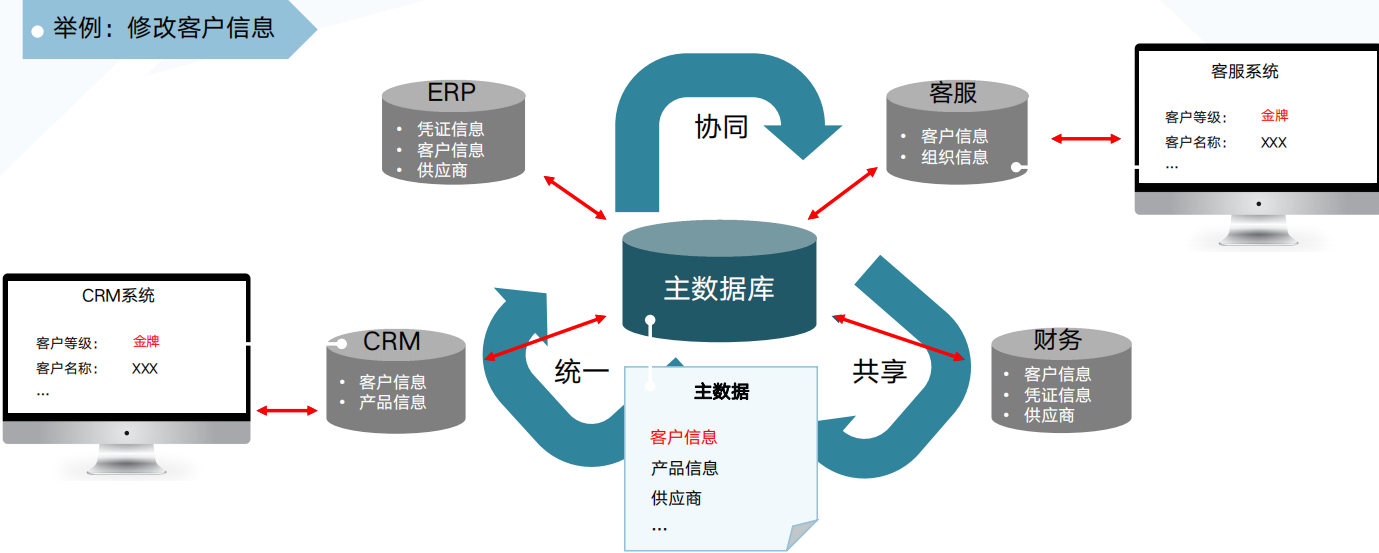 举例：修改客户信息
ERP
• 凭证信息
• 客户信息
• 供应商
协同
客服
• 客户信息
• 组织信息
客服系统
客户等级： 金牌
客户名称： XXX
...
主数据库
CRM系统
客户等级： 金牌
客户名称： XXX
...
CRM
• 客户信息
• 产品信息
统一
共享
财务
• 客户信息
• 凭证信息
• 供应商
主数据
客户信息
产品信息
供应商
...